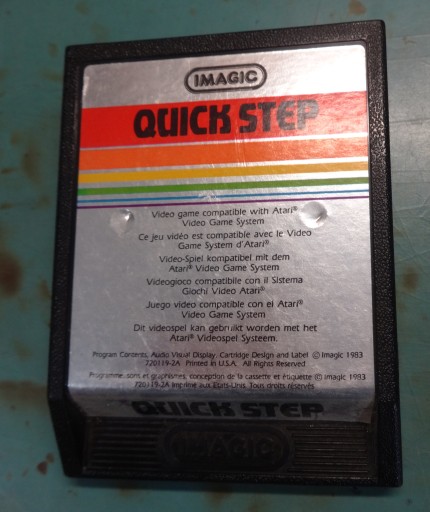 IMAGIC
QUICK STEP
Video game compatible with Atari®
Video Game System
Ce jeu vidéo est compatible avec le Video
Game System d'Atari®
Video-Spiel kompatibel mit dem
Atari® Video Game System
Videogioco compatibile con il Sistema
Giochi Video Atari®
Juego video compatible con el Atari®
Video Game System
Dit videospel kan gebruikt worden met het
Atari® Videospel Systeem.
Program Contents, Audio Visual Display, Cartridge Design and Label © Imagic 1983
720119-2A Printed in U.S.A. All Rights Reserved
Programme, sons et graphismes, conception de la cassette et étiquette © Imagic 1983
720119-2A Imprimé aux Etats-Unis. Tous droits réservés
QUICK STEP
IMAGIC